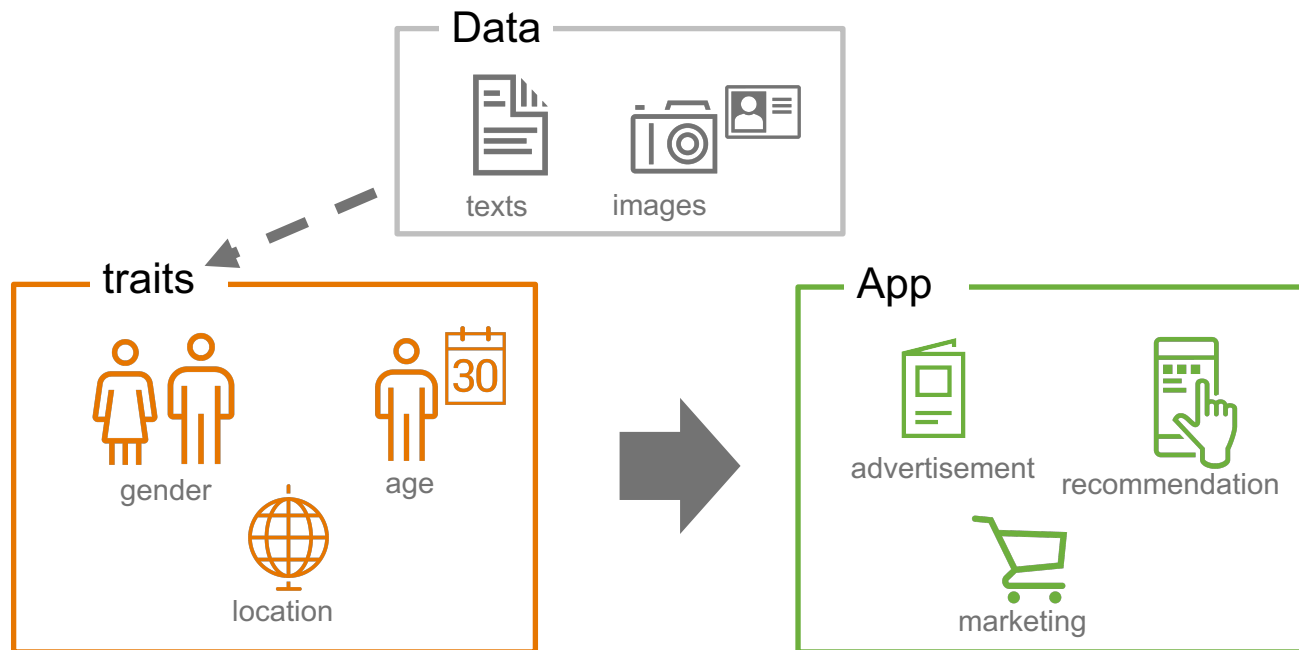 Data
texts
images
traits
30
gender
age
location
App
advertisement
recommendation
marketing